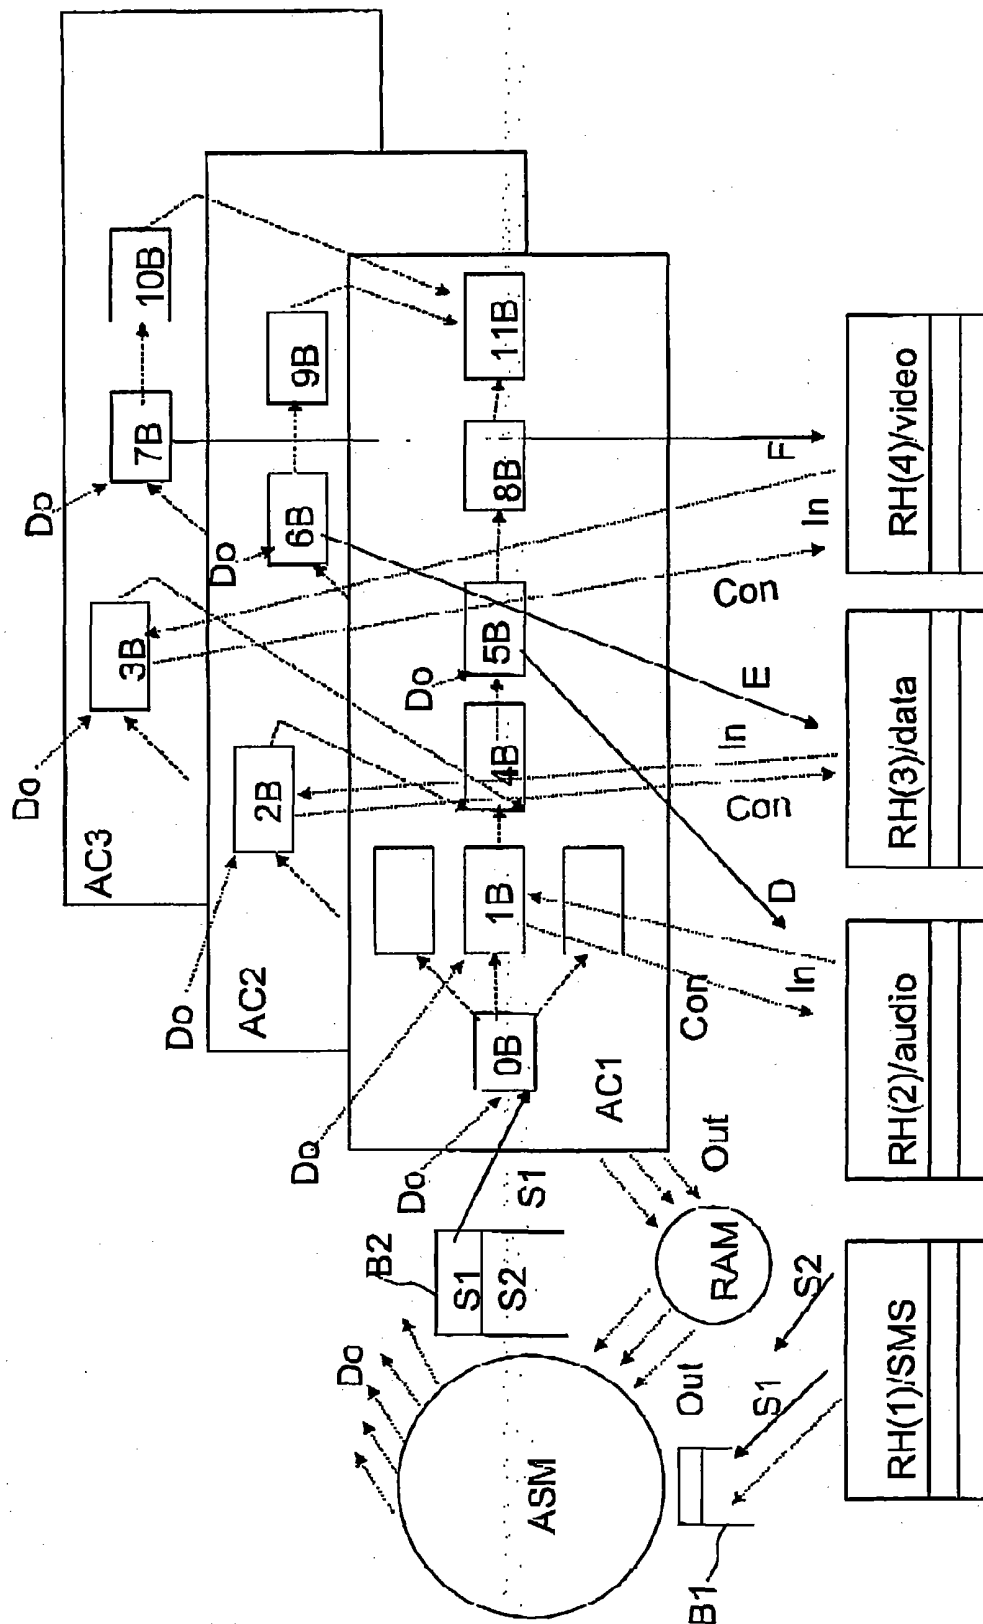 AC3
Do
3B
Do
7B
10B
AC2
Do
2B
Do
6B
9B
Do
Do
0B
1B
4B
Do
5B
8B
11B
AC1
Do
B2
S1
S2
S1
ASM
RAM
Out
Out
B1
S1
S2
Con
In
D
Con
In
E
Con
In
F
RH(1)/SMS
RH(2)/audio
RH(3)/data
RH(4)/video